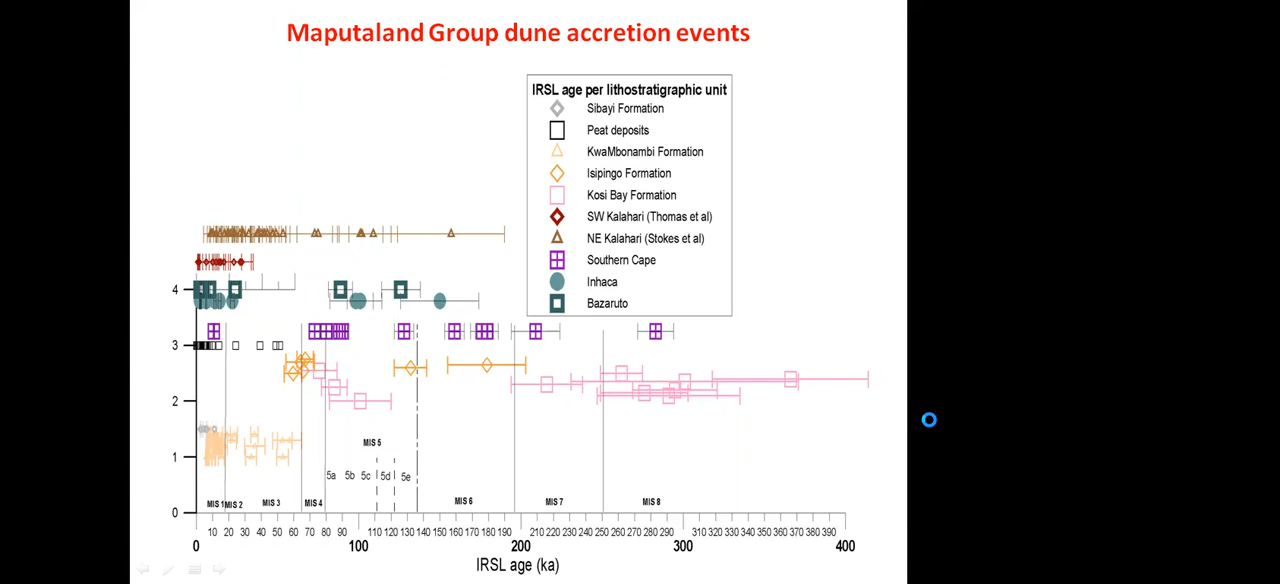 Maputaland Group dune accretion events
IRSL age per lithostratigraphic unit
Sibayi Formation
Peat deposits
KwaMbonambi Formation
Isipingo Formation
Kosi Bay Formation
SW Kalahari (Thomas et al)
NE Kalahari (Stokes et al)
Southern Cape
Inhaca
Bazaruto
4
3
2
1
0
MIS 5
5a 5b 5c 5d 5e
MIS 1 MIS 2 MIS 3 MIS 4 MIS 6 MIS 7 MIS 8
10 20 30 40 50 60 70 80 90 110 120 130 140 150 160 170 180 190 210 220 230 240 250 260 270 280 290 310 320 330 340 350 360 370 380 390
0 100 200 300 400
IRSL age (ka)